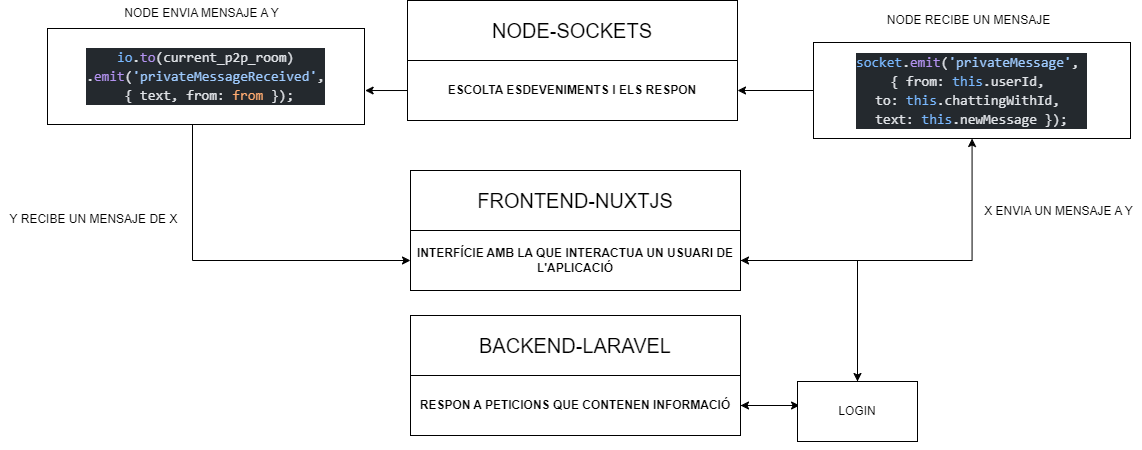 NODE ENVIA MENSAJE A Y
io.to(current_p2p_room)
.emit('privateMessageReceived',
{ text, from: from });
NODE-SOCKETS
ESCOLTA ESDEVENIMENTS I ELS RESPON
NODE RECIBE UN MENSAJE
socket.emit('privateMessage',
{ from: this.userId,
to: this.chattingWithId,
text: this.newMessage });
Y RECIBE UN MENSAJE DE X
FRONTEND-NUXTJS
INTERFÍCIE AMB LA QUE INTERACTUA UN USUARI DE
L'APLICACIÓ
X ENVIA UN MENSAJE A Y
BACKEND-LARAVEL
RESPON A PETICIONS QUE CONTENEN INFORMACIÓ
LOGIN